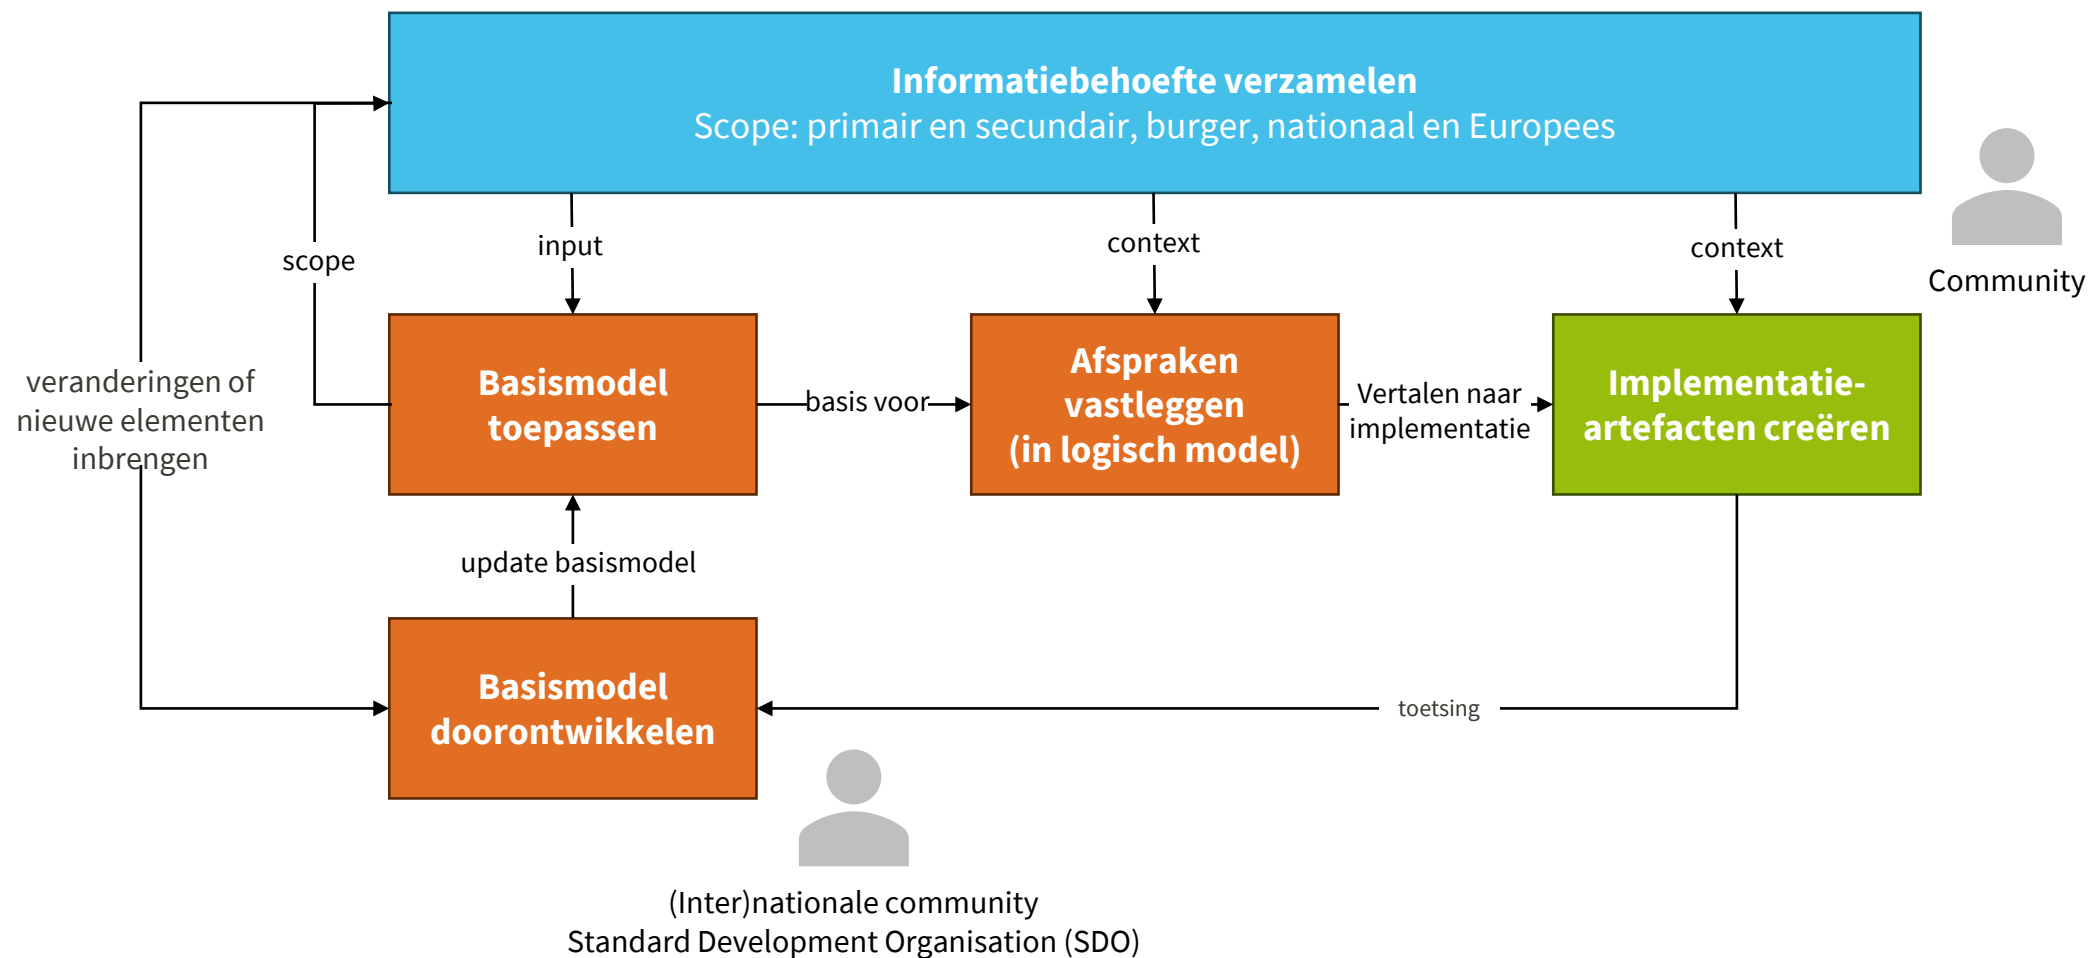 Informatiebehoefte verzamelen
Scope: primair en secundair, burger, nationaal en Europees
Community
scope
input
context
context
veranderingen of
nieuwe elementen
inbrengen
Basismodel
toepassen
basis voor
Afspraken
vastleggen
(in logisch model)
Vertalen naar
implementatie
Implementatie-
artefacten creëren
update basismodel
Basismodel
doorontwikkelen
toetsing
(Inter)nationale community
Standard Development Organisation (SDO)